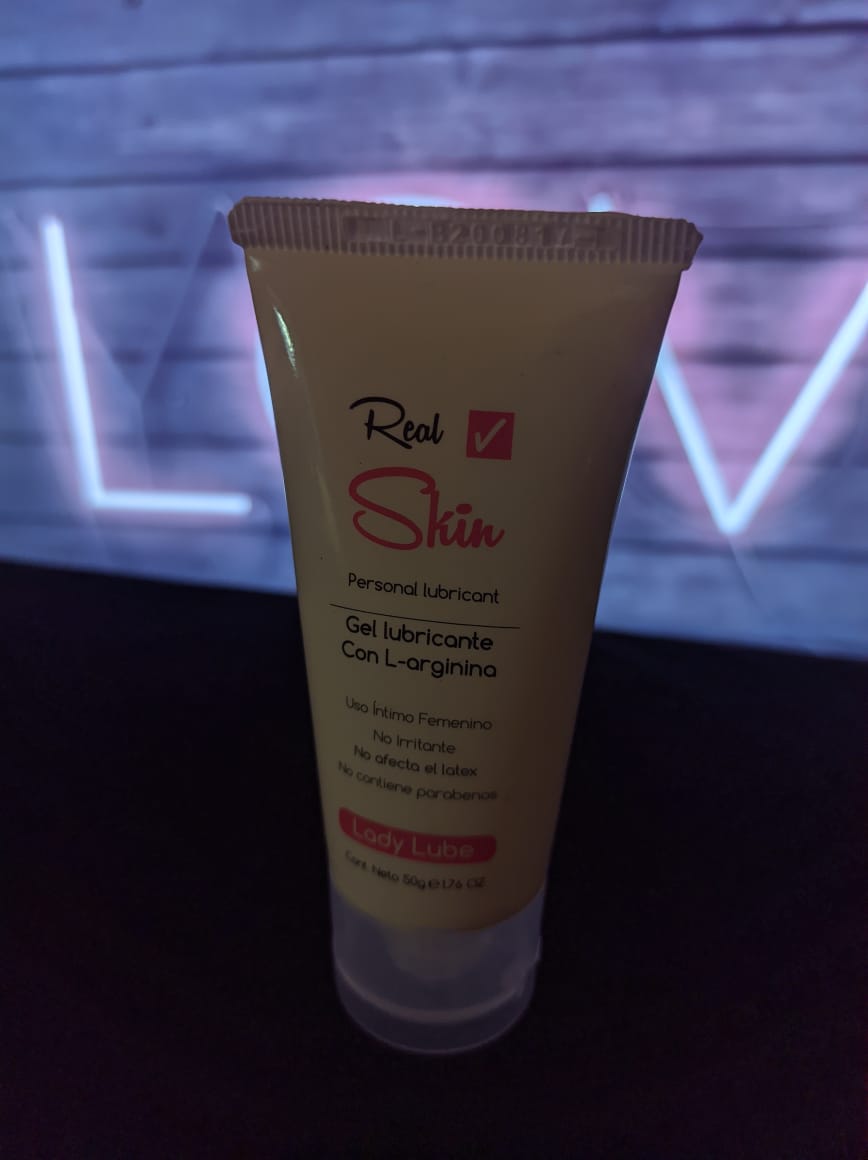 L-B200817-
L V
Real ✓
Skin
Personal lubricant
Gel lubricante
Con L-arginina
Uso Íntimo Femenino
No Irritante
No afecta el latex
No contiene parabenos
Lady Lube
Cont. Neto 50g e 1.76 OZ